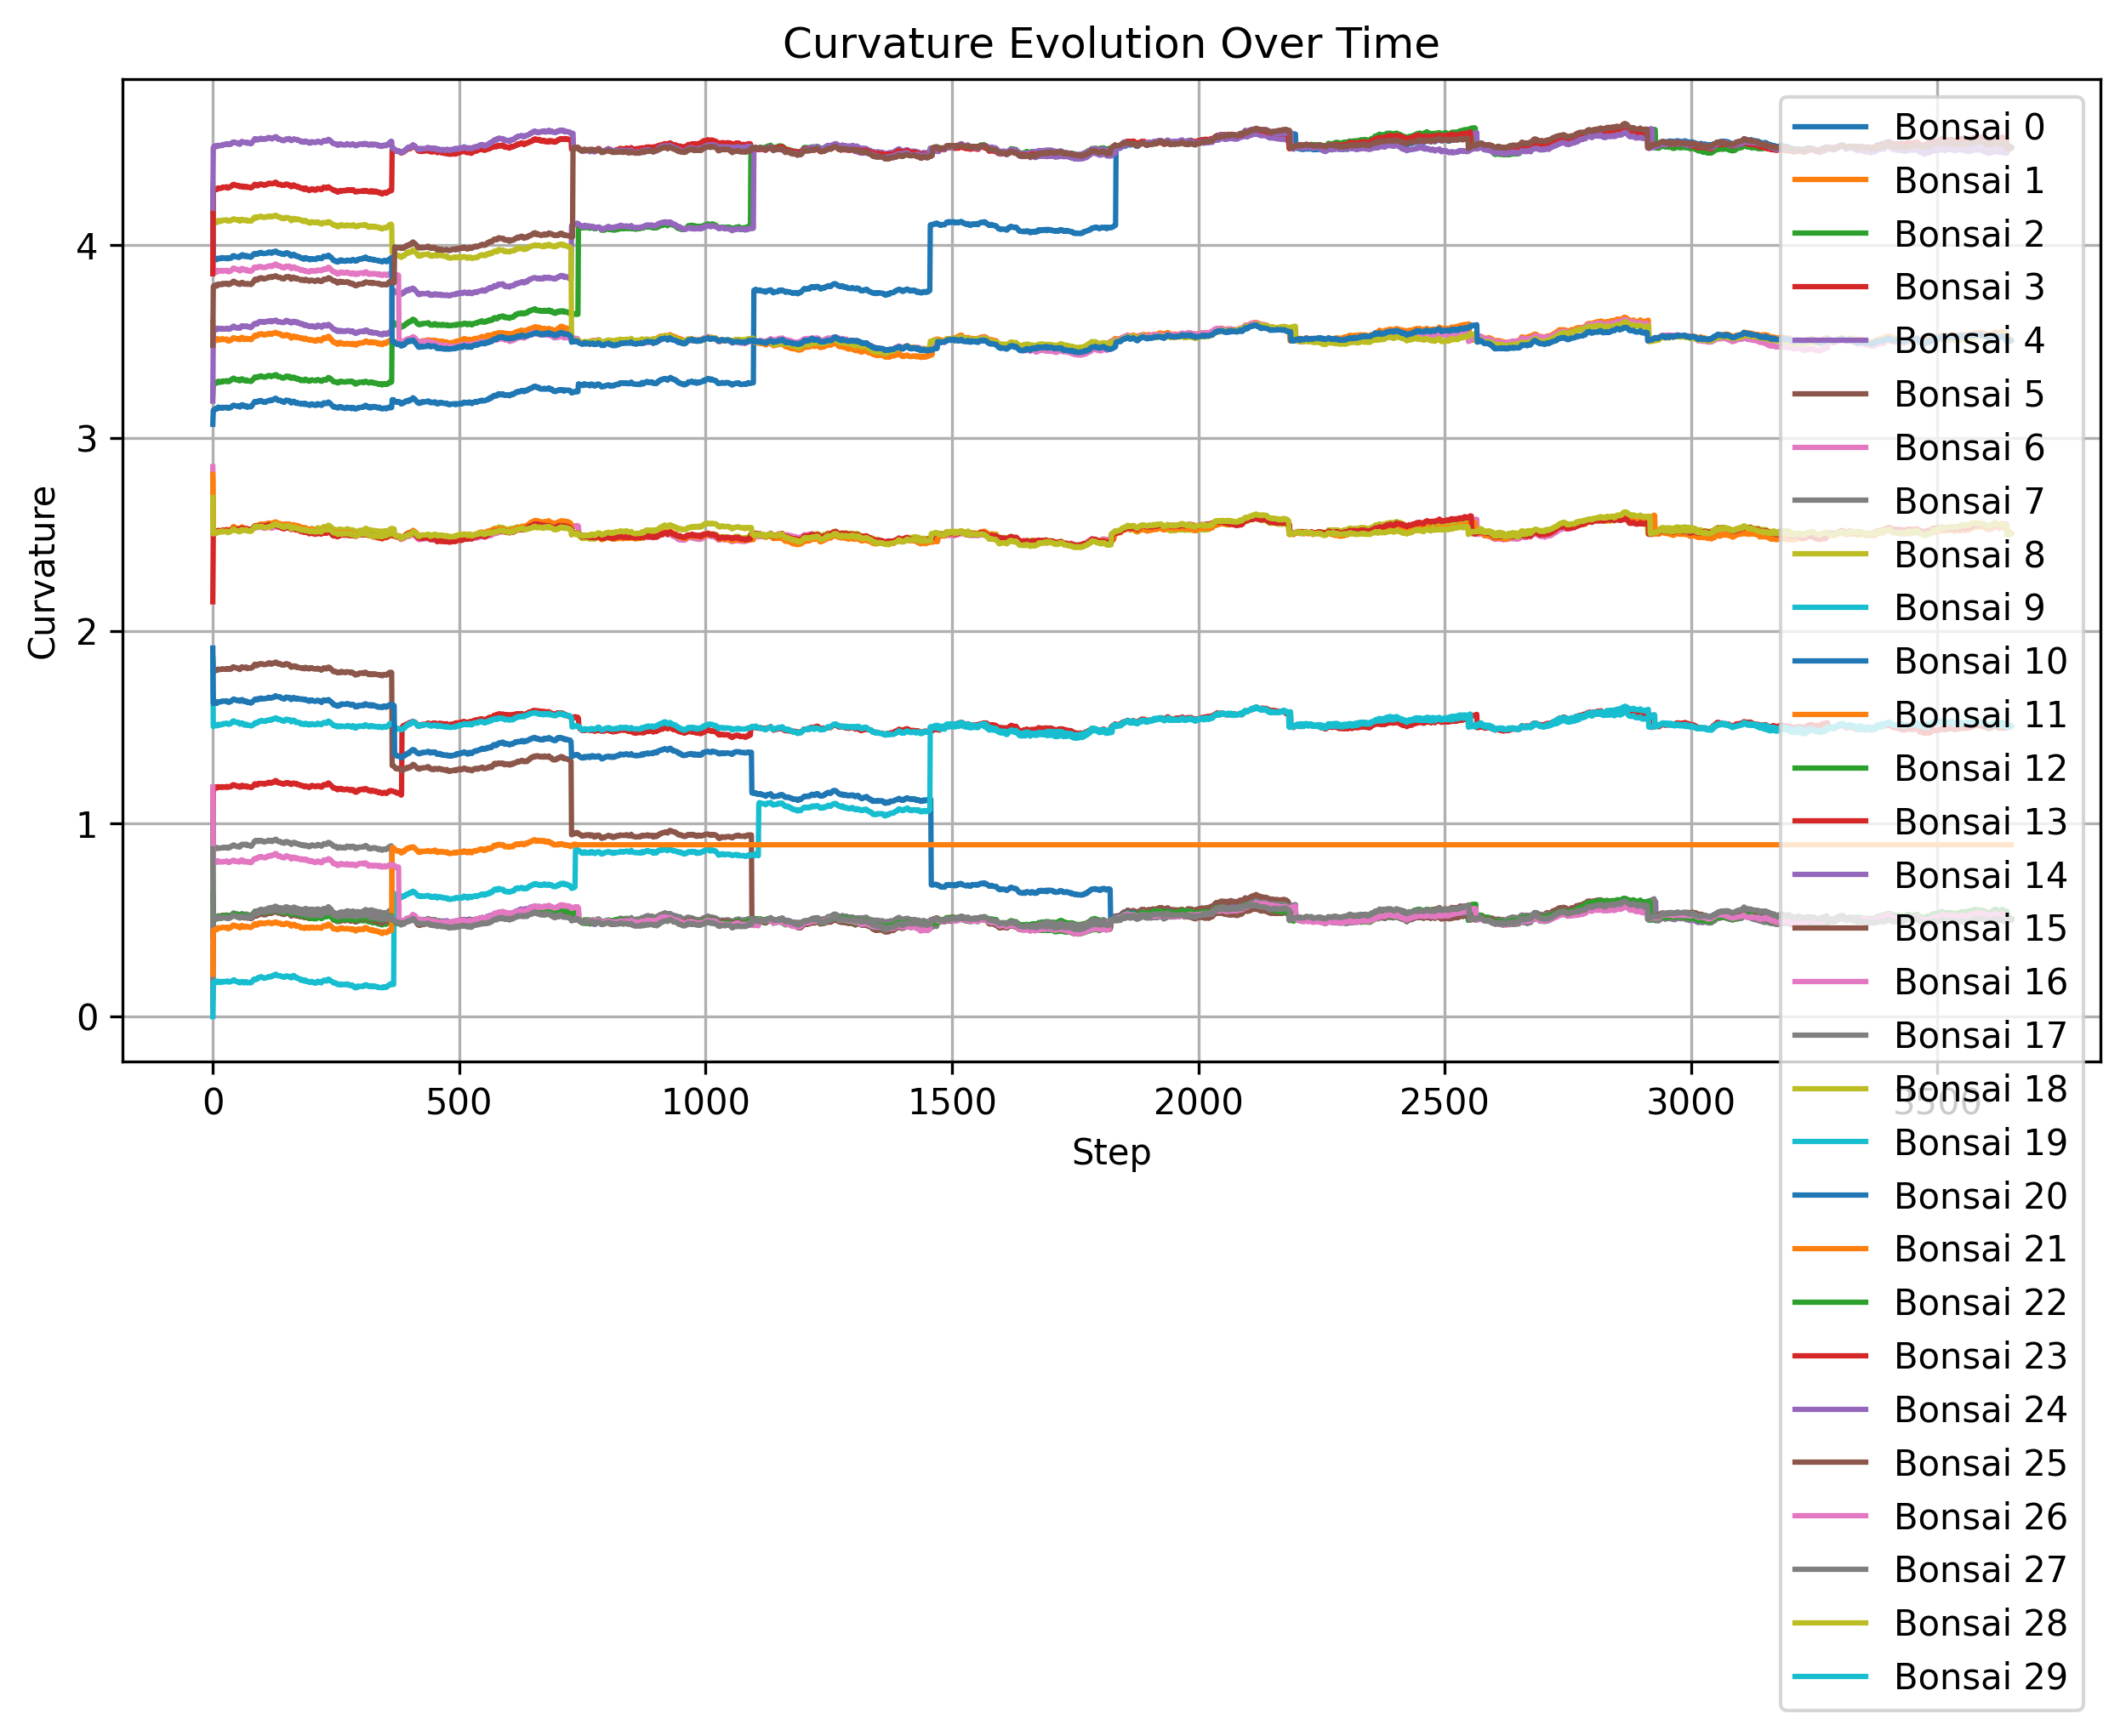 Curvature Evolution Over Time
Curvature
4
3
2
1
0
0
500
1000
1500
2000
2500
3000
3500
Step
Bonsai 0
Bonsai 1
Bonsai 2
Bonsai 3
Bonsai 4
Bonsai 5
Bonsai 6
Bonsai 7
Bonsai 8
Bonsai 9
Bonsai 10
Bonsai 11
Bonsai 12
Bonsai 13
Bonsai 14
Bonsai 15
Bonsai 16
Bonsai 17
Bonsai 18
Bonsai 19
Bonsai 20
Bonsai 21
Bonsai 22
Bonsai 23
Bonsai 24
Bonsai 25
Bonsai 26
Bonsai 27
Bonsai 28
Bonsai 29